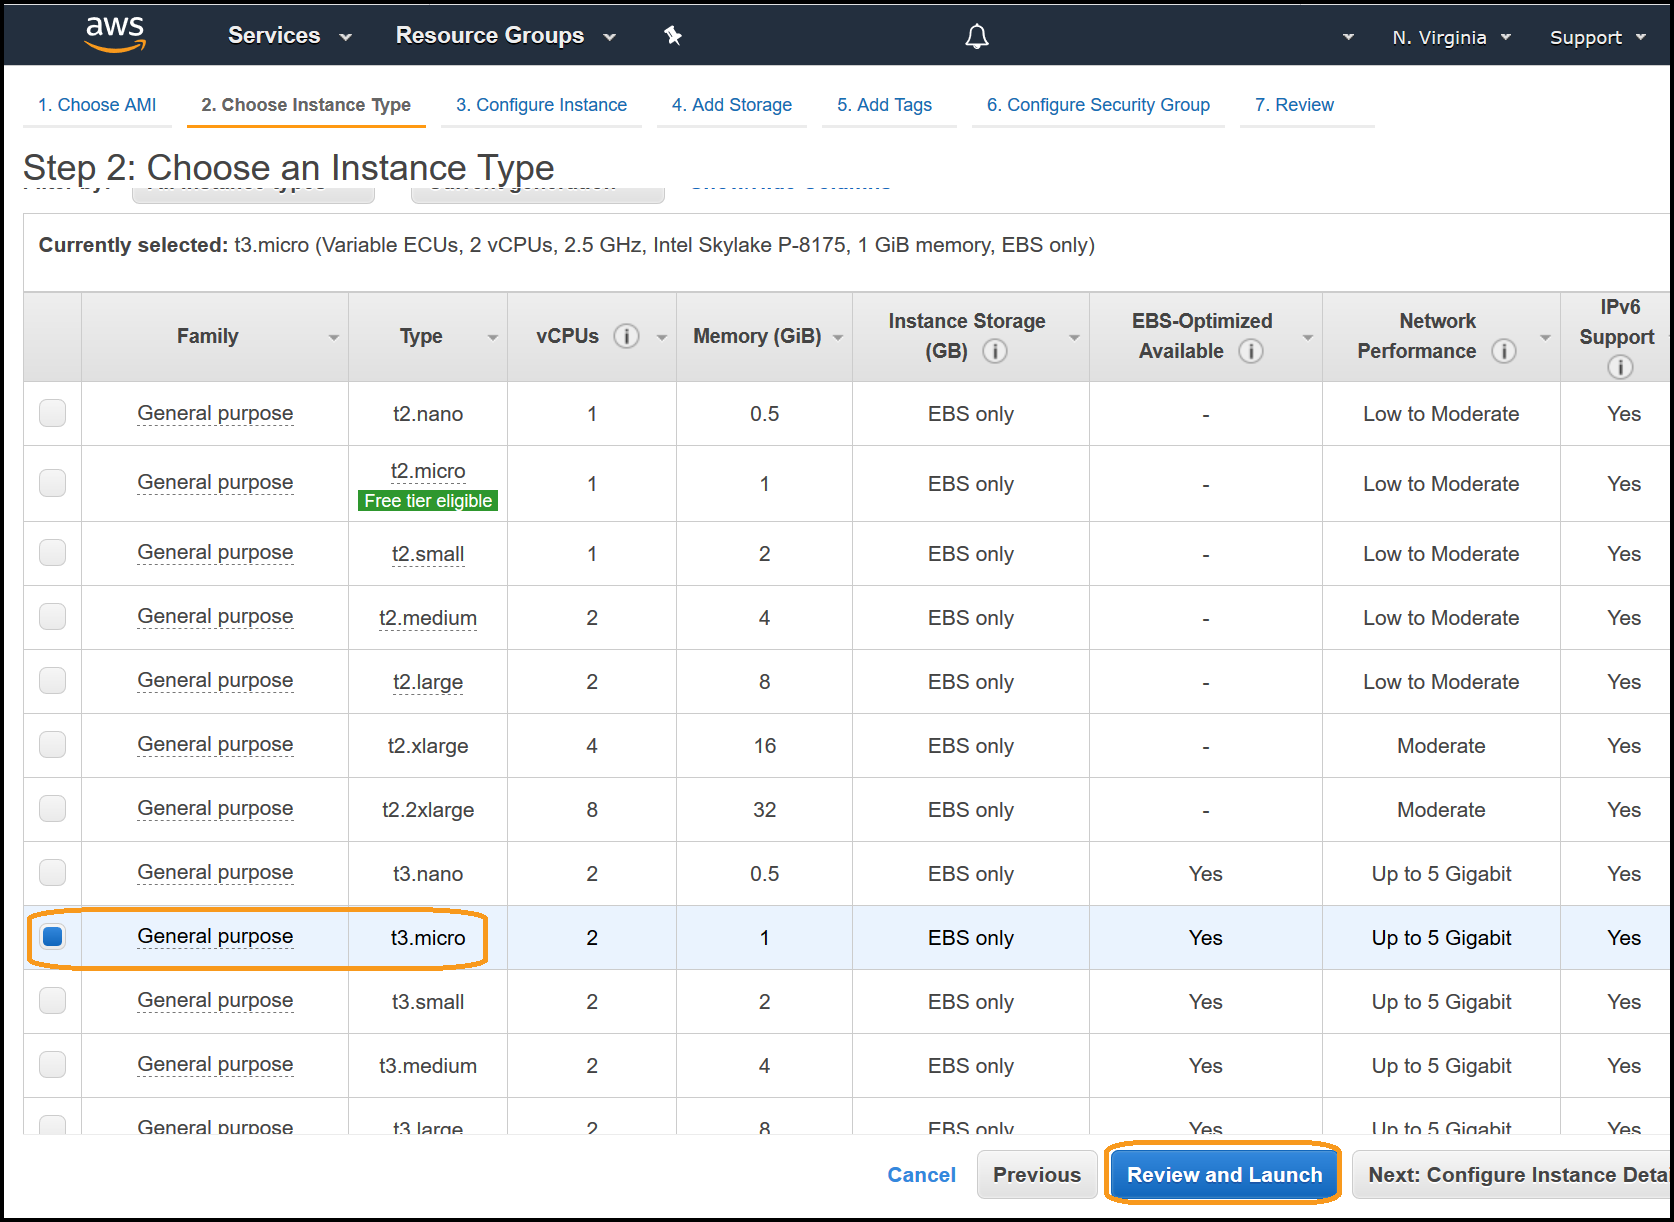 aws Services Resource Groups N. Virginia Support
1. Choose AMI 2. Choose Instance Type 3. Configure Instance 4. Add Storage 5. Add Tags 6. Configure Security Group 7. Review
Step 2: Choose an Instance Type
Currently selected: t3.micro (Variable ECUs, 2 vCPUs, 2.5 GHz, Intel Skylake P-8175, 1 GiB memory, EBS only)
Family Type vCPUs Memory (GiB) Instance Storage (GB) EBS-Optimized Available Network Performance IPv6 Support
General purpose t2.nano 1 0.5 EBS only - Low to Moderate Yes
General purpose t2.micro 1 1 EBS only - Low to Moderate Yes
Free tier eligible
General purpose t2.small 1 2 EBS only - Low to Moderate Yes
General purpose t2.medium 2 4 EBS only - Low to Moderate Yes
General purpose t2.large 2 8 EBS only - Low to Moderate Yes
General purpose t2.xlarge 4 16 EBS only - Moderate Yes
General purpose t2.2xlarge 8 32 EBS only - Moderate Yes
General purpose t3.nano 2 0.5 EBS only Yes Up to 5 Gigabit Yes
General purpose t3.micro 2 1 EBS only Yes Up to 5 Gigabit Yes
General purpose t3.small 2 2 EBS only Yes Up to 5 Gigabit Yes
General purpose t3.medium 2 4 EBS only Yes Up to 5 Gigabit Yes
General purpose t3.large 2 8 EBS only Yes Up to 5 Gigabit Yes
Cancel Previous Review and Launch Next: Configure Instance Deta